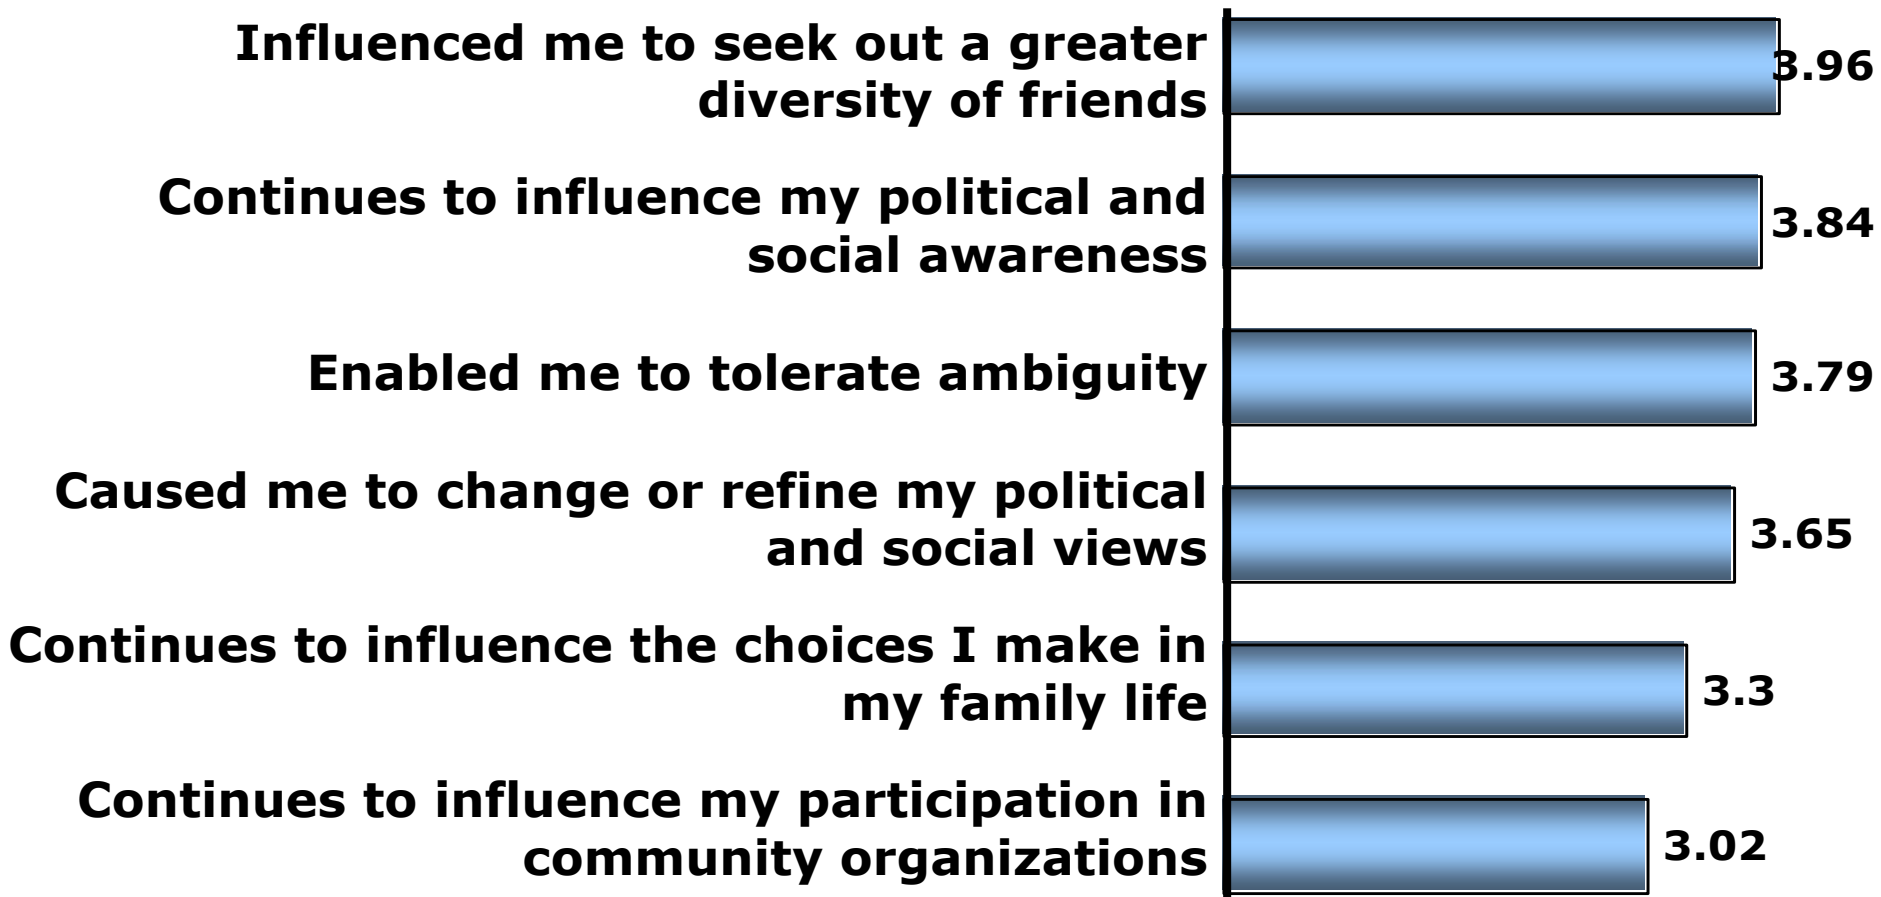 Influenced me to seek out a greater
diversity of friends
3.96
Continues to influence my political and
social awareness
3.84
Enabled me to tolerate ambiguity
3.79
Caused me to change or refine my political
and social views
3.65
Continues to influence the choices I make in
my family life
3.3
Continues to influence my participation in
community organizations
3.02